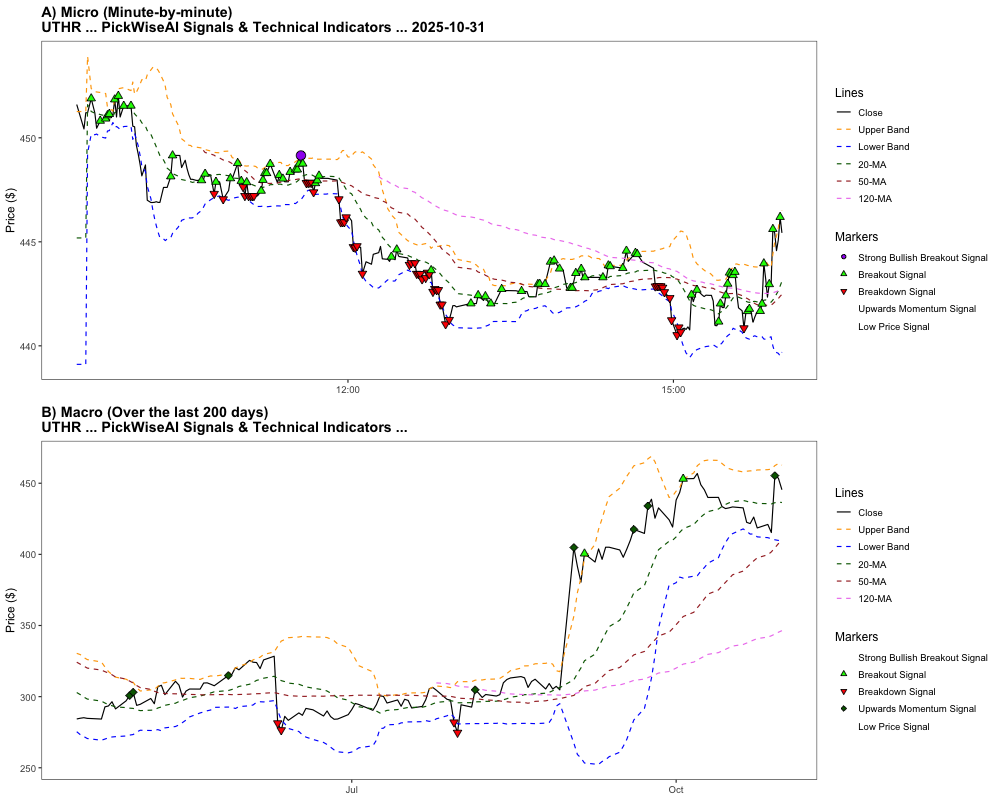 A) Micro (Minute-by-minute)
UTHR ... PickWiseAI Signals & Technical Indicators ... 2025-10-31
Price ($)
450
445
440
12:00
15:00
Lines
Close
Upper Band
Lower Band
20-MA
50-MA
120-MA
Markers
Strong Bullish Breakout Signal
Breakout Signal
Breakdown Signal
Upwards Momentum Signal
Low Price Signal
B) Macro (Over the last 200 days)
UTHR ... PickWiseAI Signals & Technical Indicators ...
Price ($)
450
400
350
300
250
Jul
Oct
Lines
Close
Upper Band
Lower Band
20-MA
50-MA
120-MA
Markers
Strong Bullish Breakout Signal
Breakout Signal
Breakdown Signal
Upwards Momentum Signal
Low Price Signal